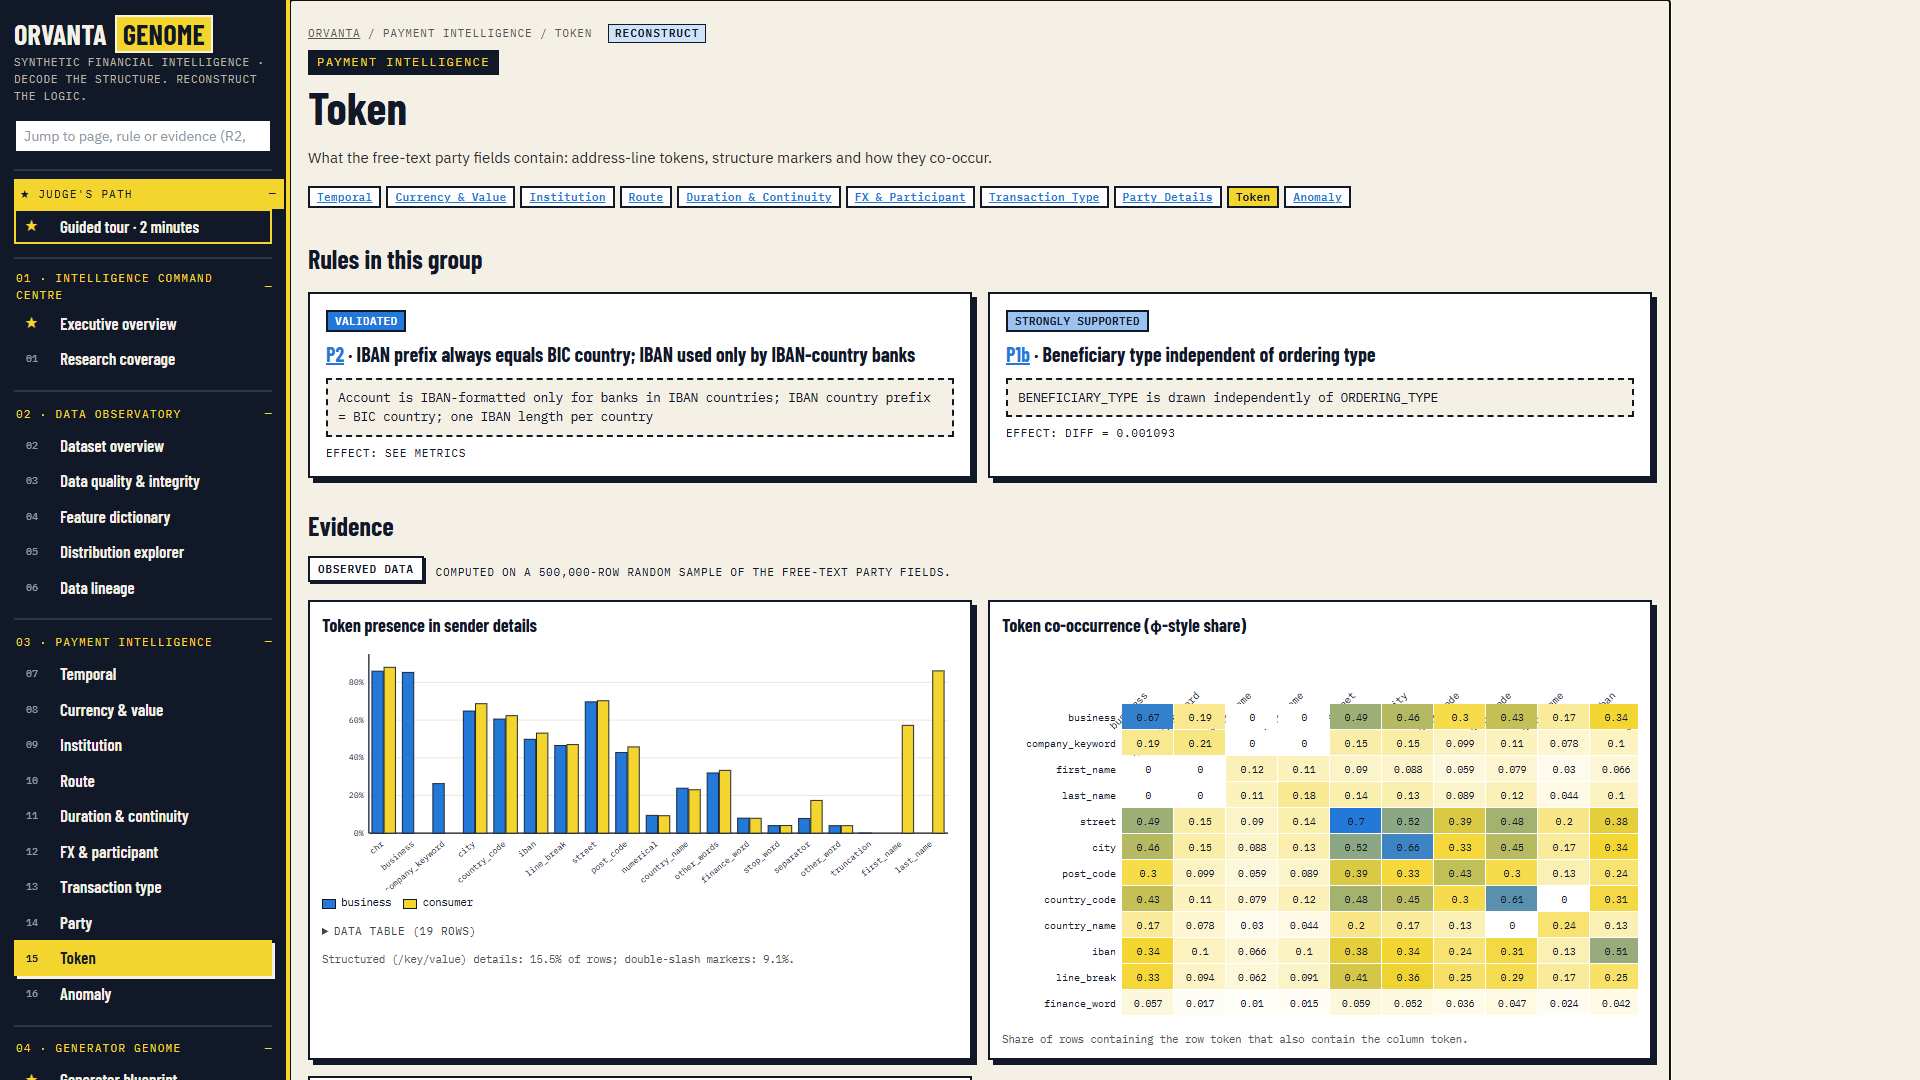 ORVANTA GENOME
SYNTHETIC FINANCIAL INTELLIGENCE ·
DECODE THE STRUCTURE. RECONSTRUCT
THE LOGIC.
Jump to page, rule or evidence (R2,
★ JUDGE'S PATH −
★ Guided tour · 2 minutes
01 · INTELLIGENCE COMMAND
CENTRE −
★ Executive overview
01 Research coverage
02 · DATA OBSERVATORY −
02 Dataset overview
03 Data quality & integrity
04 Feature dictionary
05 Distribution explorer
06 Data lineage
03 · PAYMENT INTELLIGENCE −
07 Temporal
08 Currency & value
09 Institution
10 Route
11 Duration & continuity
12 FX & participant
13 Transaction type
14 Party
15 Token
16 Anomaly
04 · GENERATOR GENOME −
★ Generator blueprint
ORVANTA / PAYMENT INTELLIGENCE / TOKEN RECONSTRUCT
PAYMENT INTELLIGENCE
Token
What the free-text party fields contain: address-line tokens, structure markers and how they co-occur.
Temporal Currency & Value Institution Route Duration & Continuity FX & Participant Transaction Type Party Details Token Anomaly
Rules in this group
VALIDATED
P2 · IBAN prefix always equals BIC country; IBAN used only by IBAN-country banks
Account is IBAN-formatted only for banks in IBAN countries; IBAN country prefix
= BIC country; one IBAN length per country
EFFECT: SEE METRICS
STRONGLY SUPPORTED
P1b · Beneficiary type independent of ordering type
BENEFICIARY_TYPE is drawn independently of ORDERING_TYPE
EFFECT: DIFF = 0.001093
Evidence
OBSERVED DATA COMPUTED ON A 500,000-ROW RANDOM SAMPLE OF THE FREE-TEXT PARTY FIELDS.
Token presence in sender details
80%
60%
40%
20%
0%
chr business company_keyword city country_code iban line_break street post_code numerical country_name other_words finance_word stop_word separator other_word truncation first_name last_name
business consumer
▶ DATA TABLE (19 ROWS)
Structured (/key/value) details: 15.5% of rows; double-slash markers: 9.1%.
Token co-occurrence (φ-style share)
business 0.67 0.19 0 0 0.49 0.46 0.3 0.43 0.17 0.34
company_keyword 0.19 0.21 0 0 0.15 0.15 0.099 0.11 0.078 0.1
first_name 0 0 0.12 0.11 0.09 0.088 0.059 0.079 0.03 0.066
last_name 0 0 0.11 0.18 0.14 0.13 0.089 0.12 0.044 0.1
street 0.49 0.15 0.09 0.14 0.7 0.52 0.39 0.48 0.2 0.38
city 0.46 0.15 0.088 0.13 0.52 0.66 0.33 0.45 0.17 0.34
post_code 0.3 0.099 0.059 0.089 0.39 0.33 0.43 0.3 0.13 0.24
country_code 0.43 0.11 0.079 0.12 0.48 0.45 0.3 0.61 0 0.31
country_name 0.17 0.078 0.03 0.044 0.2 0.17 0.13 0 0.24 0.13
iban 0.34 0.1 0.066 0.1 0.38 0.34 0.24 0.31 0.13 0.51
line_break 0.33 0.094 0.062 0.091 0.41 0.36 0.25 0.29 0.17 0.25
finance_word 0.057 0.017 0.01 0.015 0.059 0.052 0.036 0.047 0.024 0.042
Share of rows containing the row token that also contain the column token.